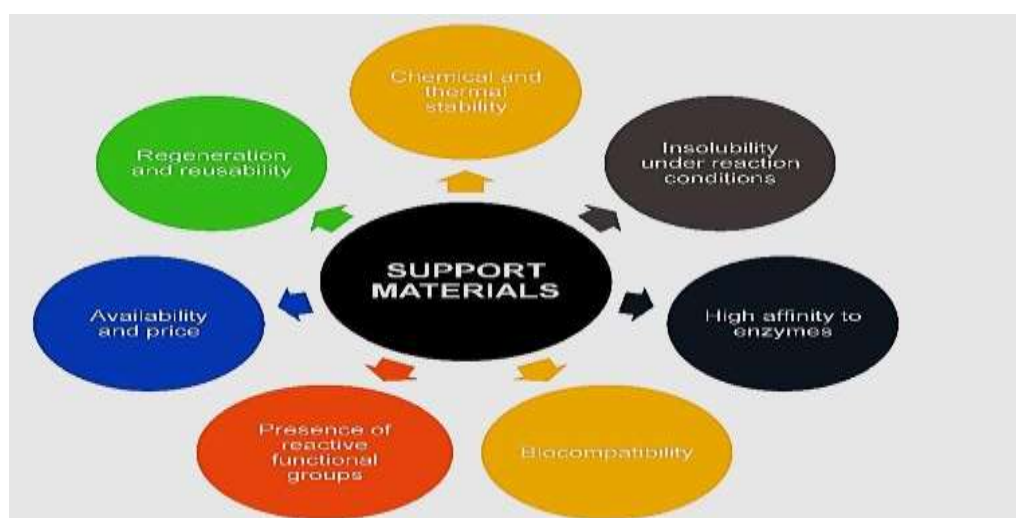 Chemical and
thermal
stability
Insolubility
under reaction
conditions
High affinity to
enzymes
Biocompatibility
Presence of
reactive
functional
groups
Availability
and price
Regeneration
and reusability
SUPPORT
MATERIALS